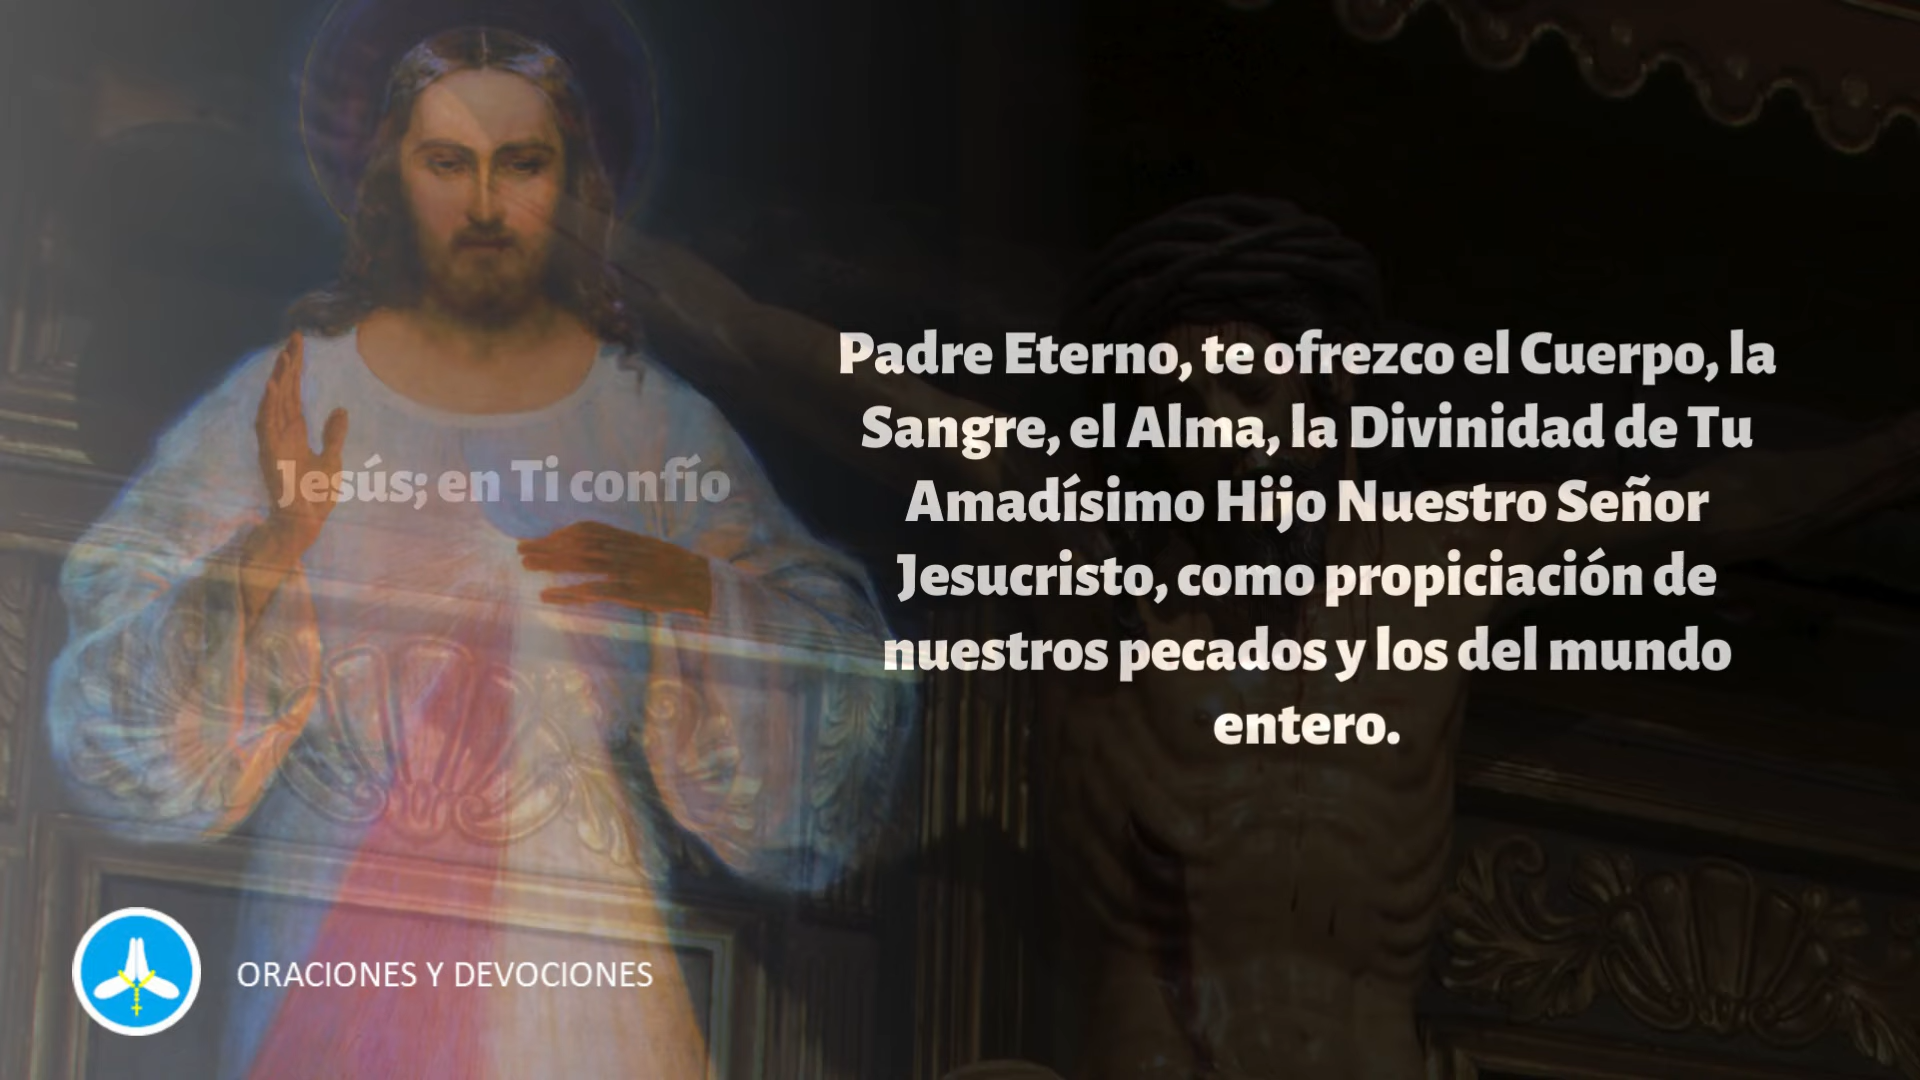 Jesús; en Ti confío
Padre Eterno, te ofrezco el Cuerpo, la
Sangre, el Alma, la Divinidad de Tu
Amadísimo Hijo Nuestro Señor
Jesucristo, como propiciación de
nuestros pecados y los del mundo
entero.
ORACIONES Y DEVOCIONES